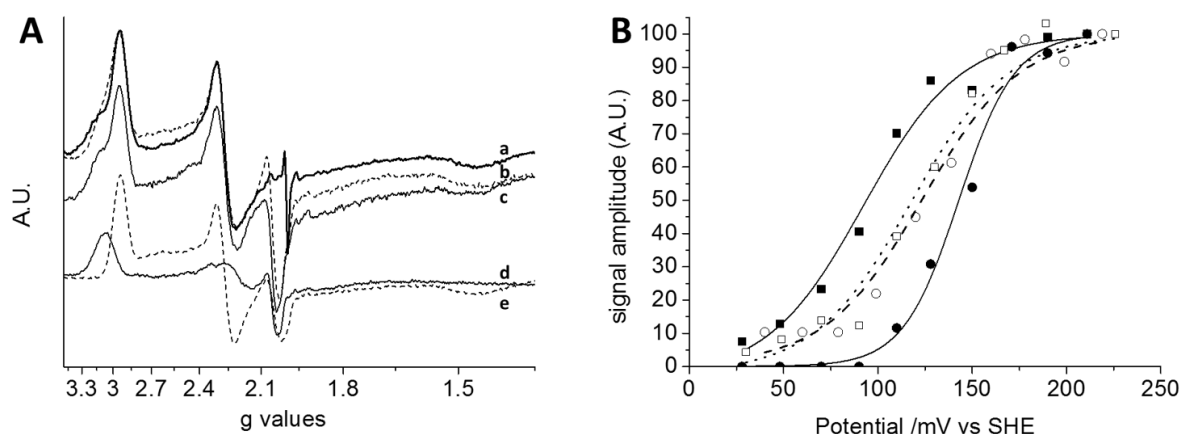 A
A.U.
a
b
c
d
e
3.3 3 2.7 2.4 2.1 1.8 1.5
g values
B
signal amplitude (A.U.)
100
90
80
70
60
50
40
30
20
10
0
0 50 100 150 200 250
Potential /mV vs SHE